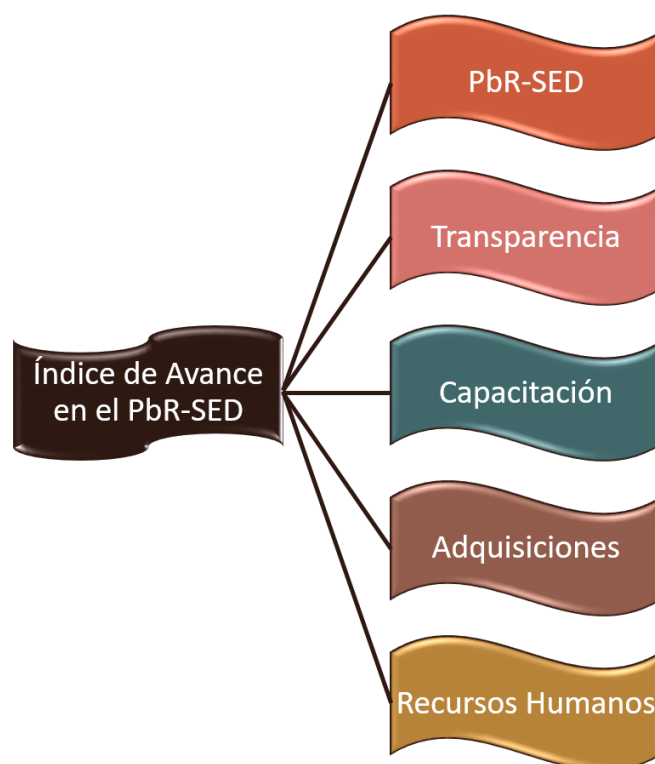 PbR-SED
Transparencia
Índice de Avance
en el PbR-SED
Capacitación
Adquisiciones
Recursos Humanos